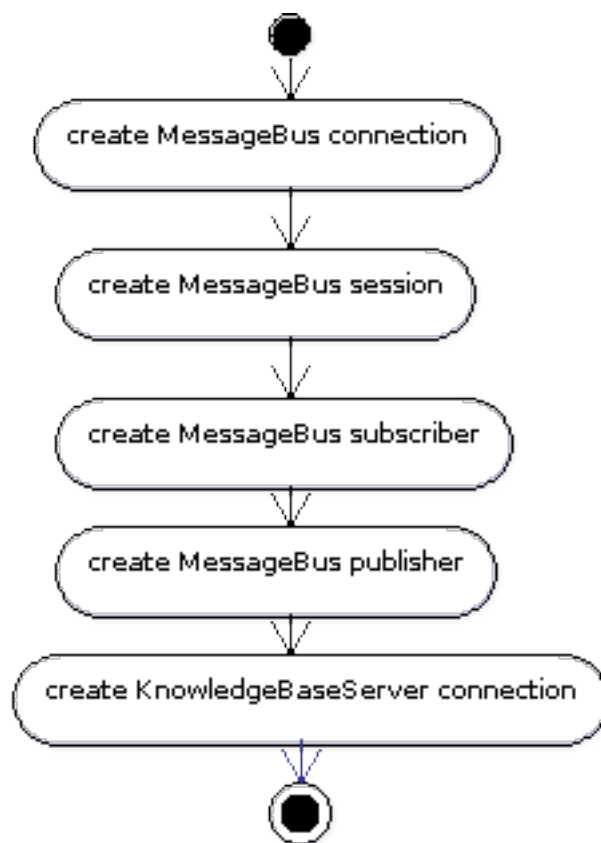 create MessageBus connection
create MessageBus session
create MessageBus subscriber
create MessageBus publisher
create KnowledgeBaseServer connection